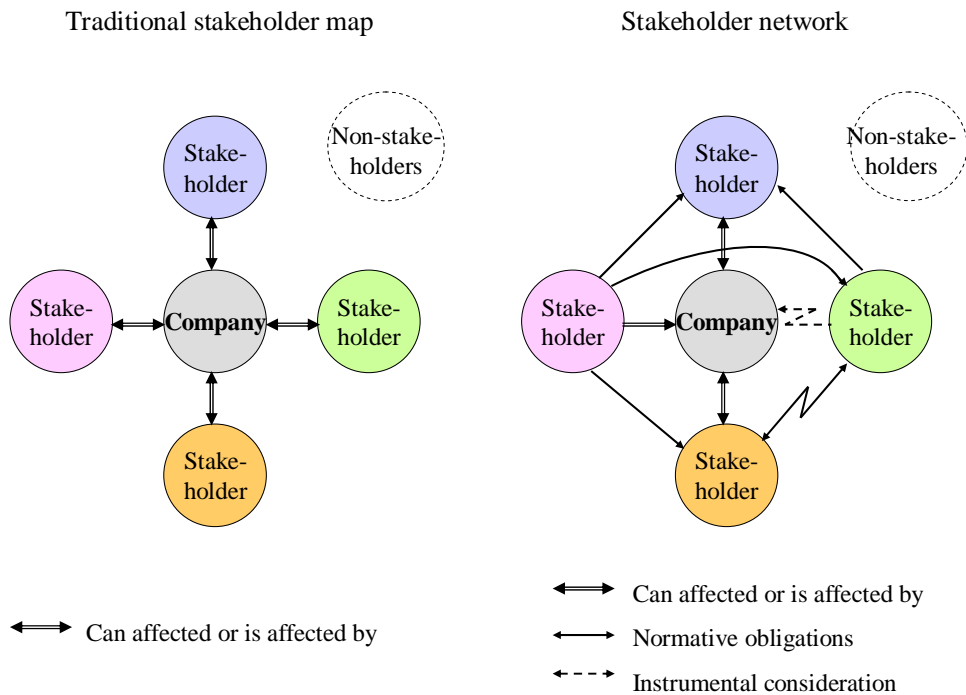 Traditional stakeholder map
Stake-
holder
Non-stake-
holders
Stake-
holder
Company
Stake-
holder
Stake-
holder
Can affected or is affected by
Stakeholder network
Stake-
holder
Non-stake-
holders
Stake-
holder
Company
Stake-
holder
Stake-
holder
Can affected or is affected by
Normative obligations
Instrumental consideration